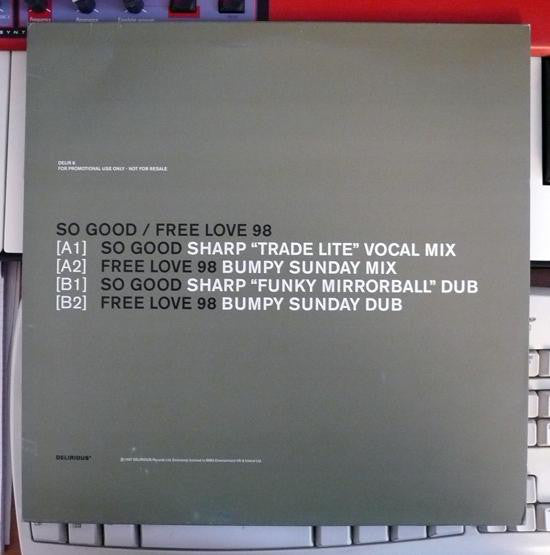 DELIR 6
FOR PROMOTIONAL USE ONLY - NOT FOR RESALE
SO GOOD / FREE LOVE 98
[A1] SO GOOD SHARP “TRADE LITE” VOCAL MIX
[A2] FREE LOVE 98 BUMPY SUNDAY MIX
[B1] SO GOOD SHARP “FUNKY MIRRORBALL” DUB
[B2] FREE LOVE 98 BUMPY SUNDAY DUB
DELIRIOUS